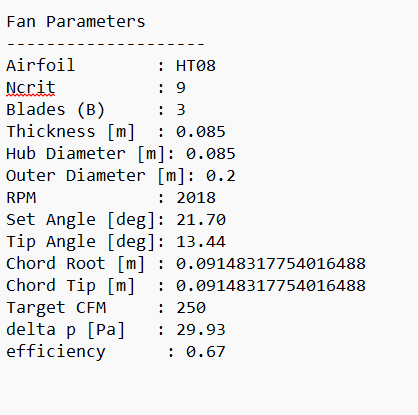 Fan Parameters
--------------------
Airfoil        : HT08
Ncrit          : 9
Blades (B)     : 3
Thickness [m]  : 0.085
Hub Diameter [m]: 0.085
Outer Diameter [m]: 0.2
RPM            : 2018
Set Angle [deg]: 21.70
Tip Angle [deg]: 13.44
Chord Root [m] : 0.09148317754016488
Chord Tip [m]  : 0.09148317754016488
Target CFM     : 250
delta p [Pa]   : 29.93
efficiency      : 0.67